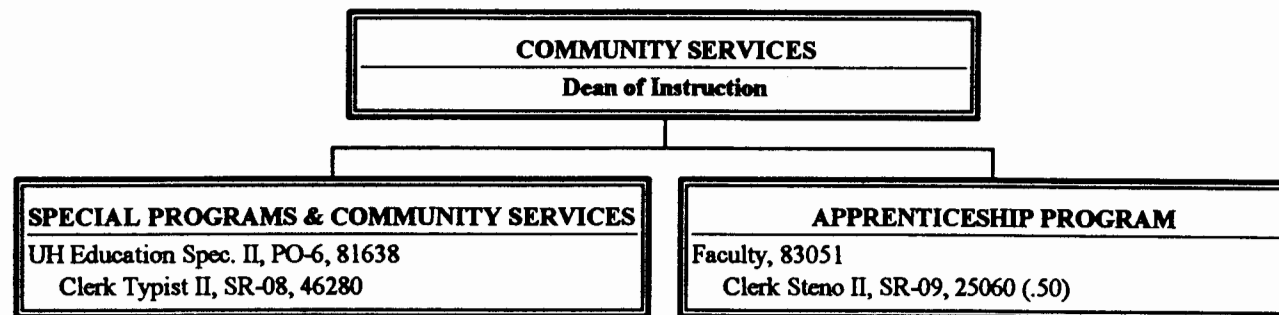 COMMUNITY SERVICES
Dean of Instruction
SPECIAL PROGRAMS & COMMUNITY SERVICES
UH Education Spec. II, PO-6, 81638
Clerk Typist II, SR-08, 46280
APPRENTICESHIP PROGRAM
Faculty, 83051
Clerk Steno II, SR-09, 25060 (.50)